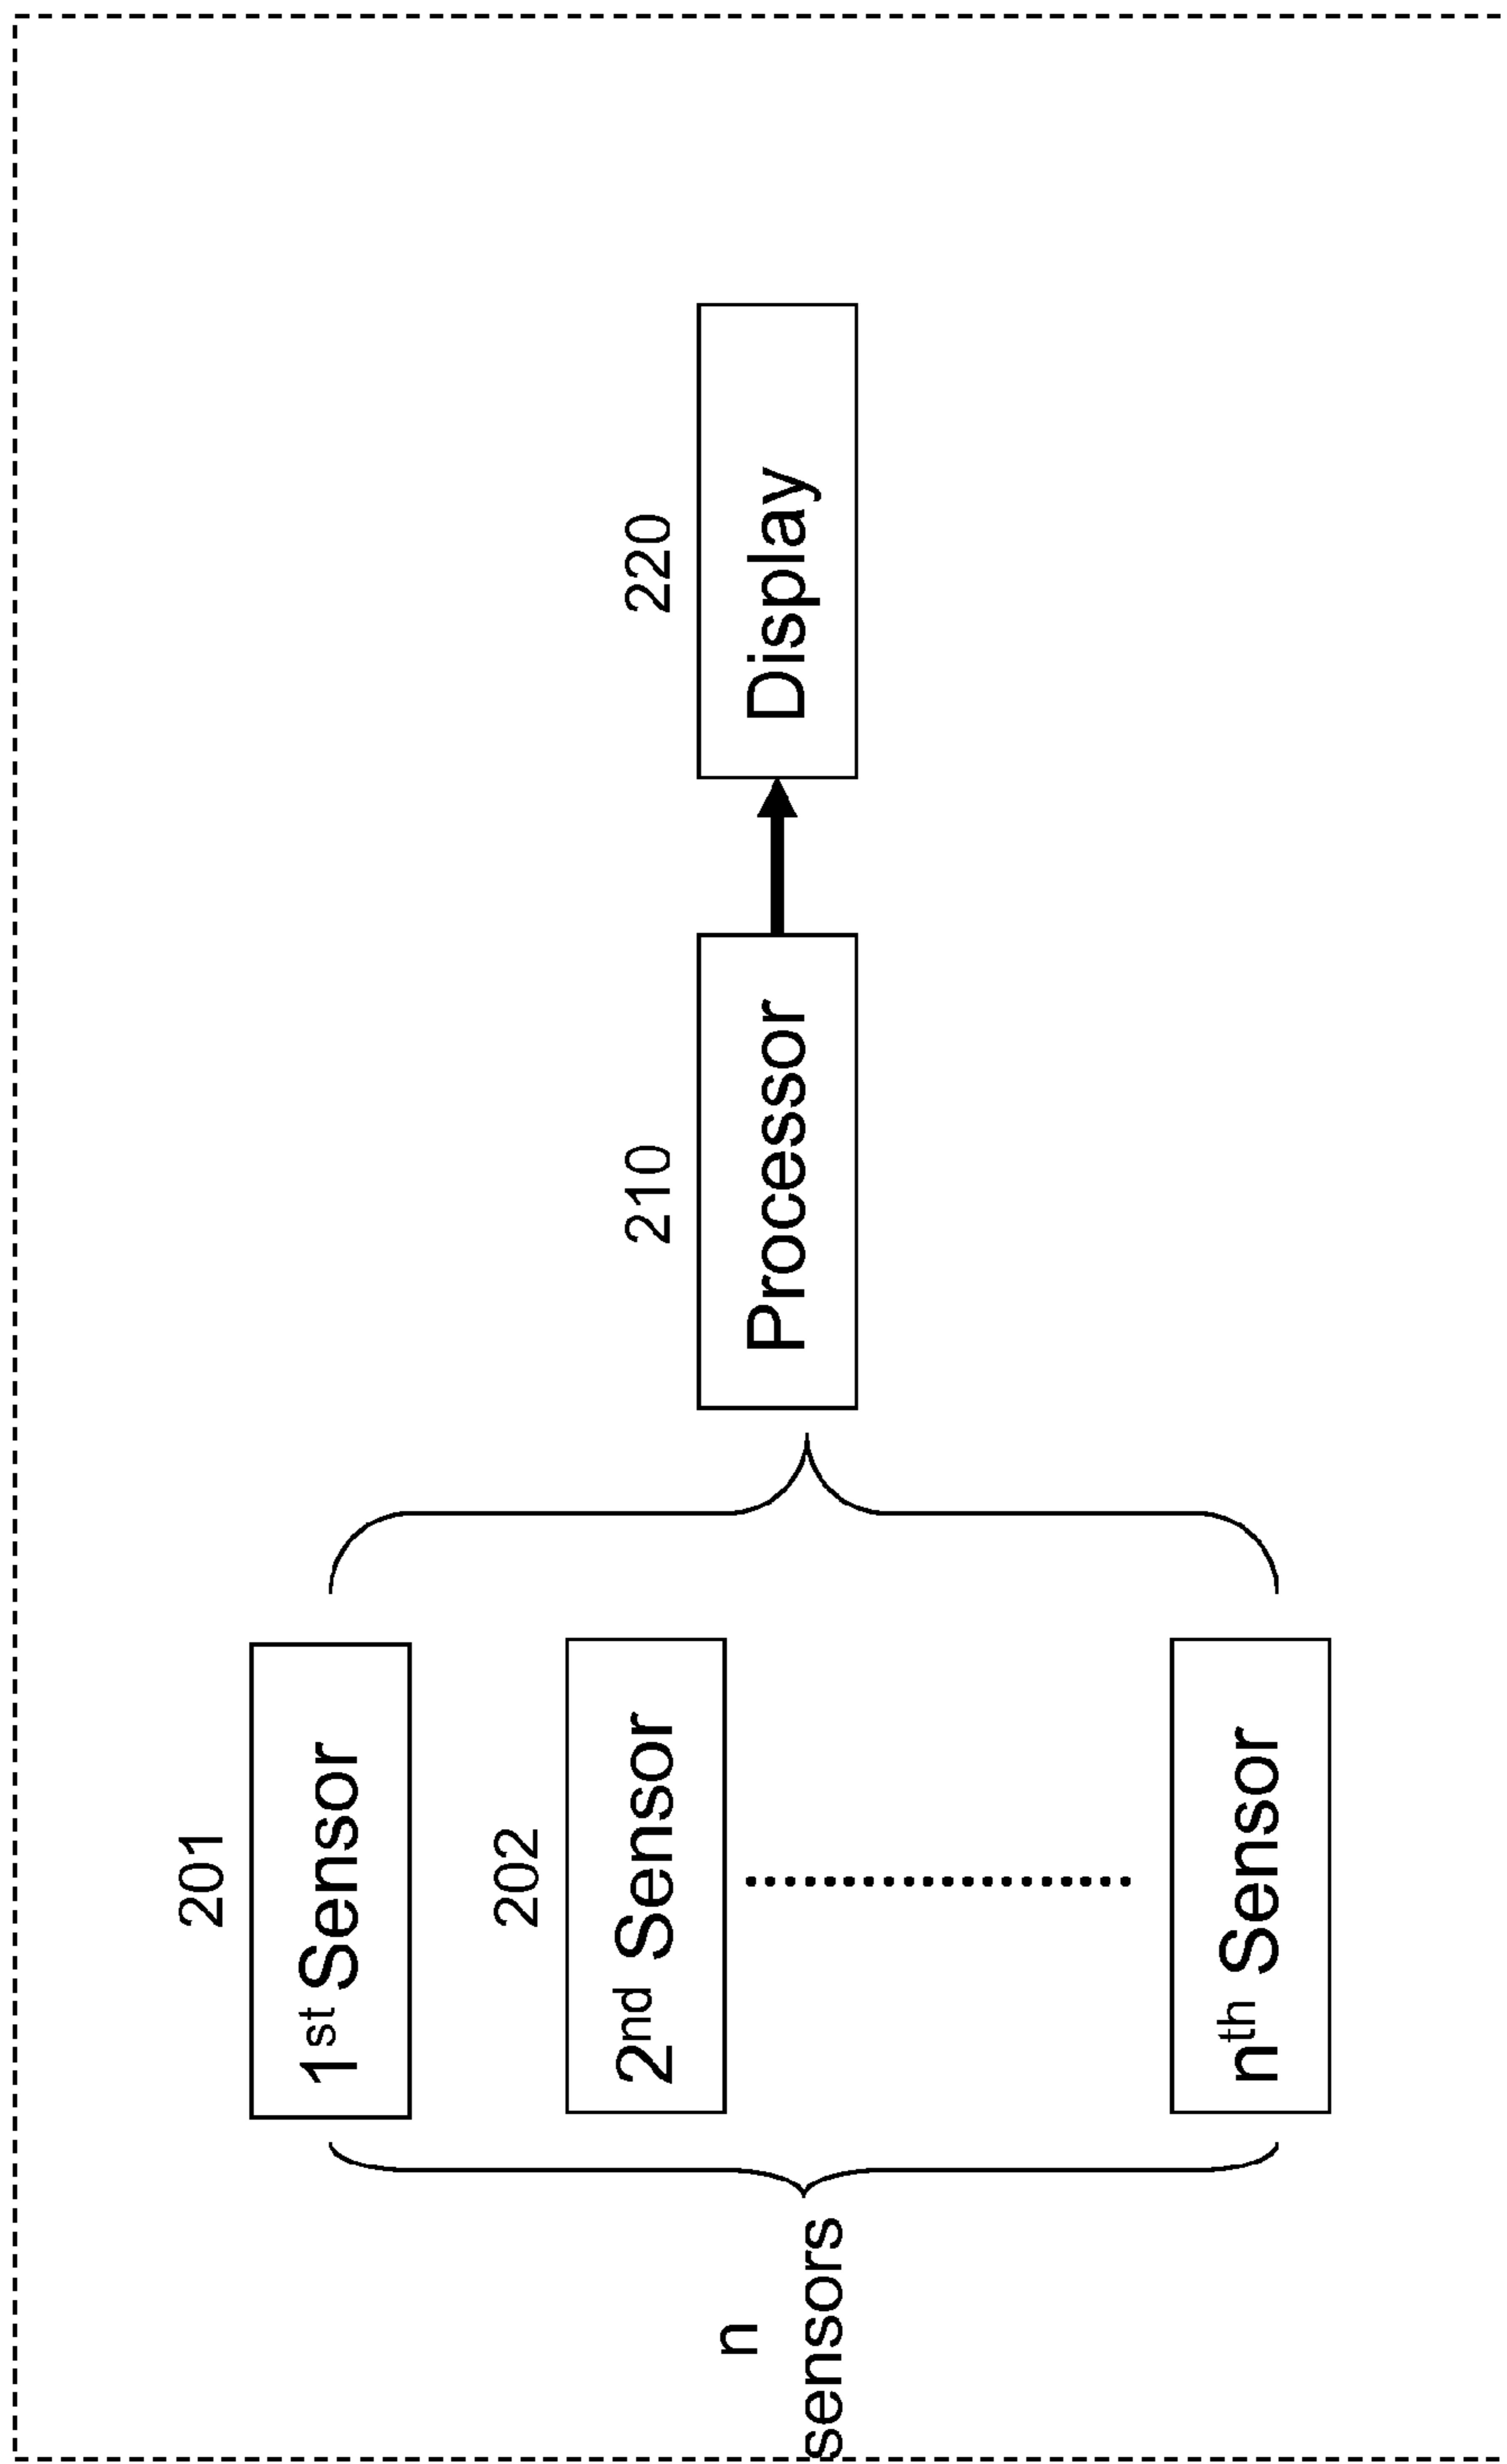 n
sensors
201
1st Sensor
202
2nd Sensor
nth Sensor
210
Processor
220
Display